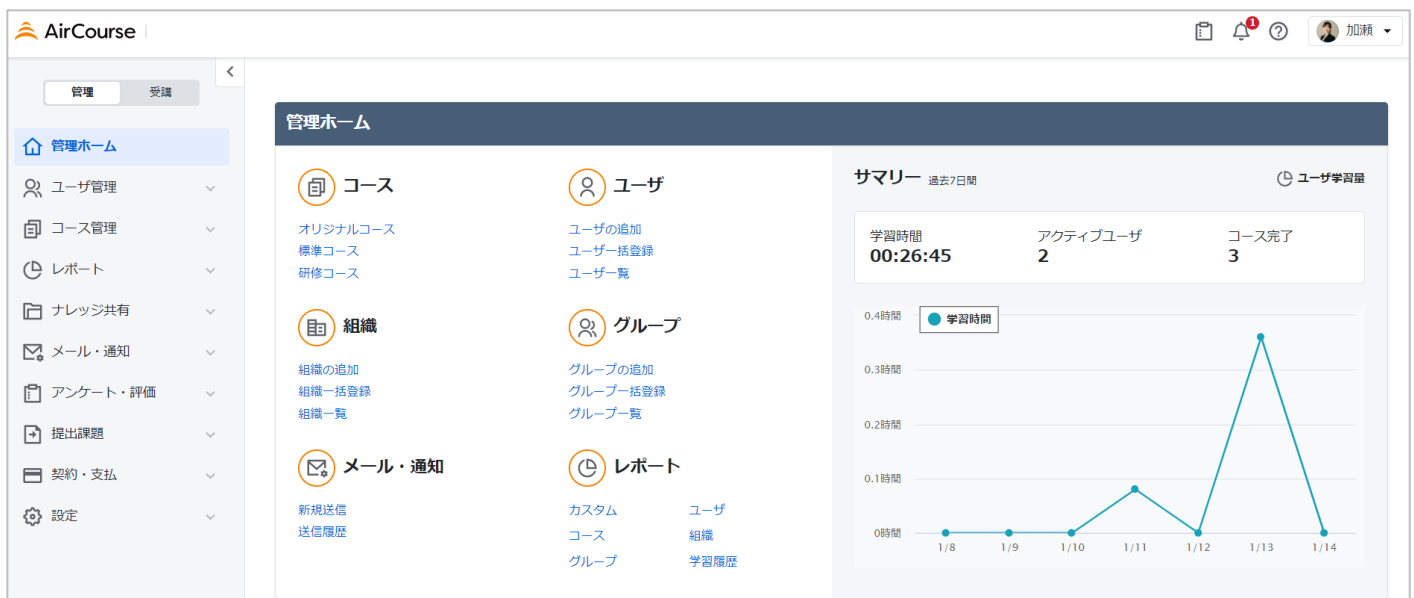 AirCourse
1
加瀬
管理 受講
管理ホーム
ユーザ管理
コース管理
レポート
ナレッジ共有
メール・通知
アンケート・評価
提出課題
契約・支払
設定
管理ホーム
コース
オリジナルコース
標準コース
研修コース
ユーザ
ユーザの追加
ユーザー括登録
ユーザー覧
組織
組織の追加
組織一括登録
組織一覧
グループ
グループの追加
グループ一括登録
グループ一覧
メール・通知
新規送信
送信履歴
レポート
カスタム ユーザ
コース 組織
グループ 学習履歴
サマリー 過去7日間
ユーザ学習量
学習時間 アクティブユーザ コース完了
00:26:45 2 3
学習時間
0.4時間
0.3時間
0.2時間
0.1時間
0時間
1/8 1/9 1/10 1/11 1/12 1/13 1/14